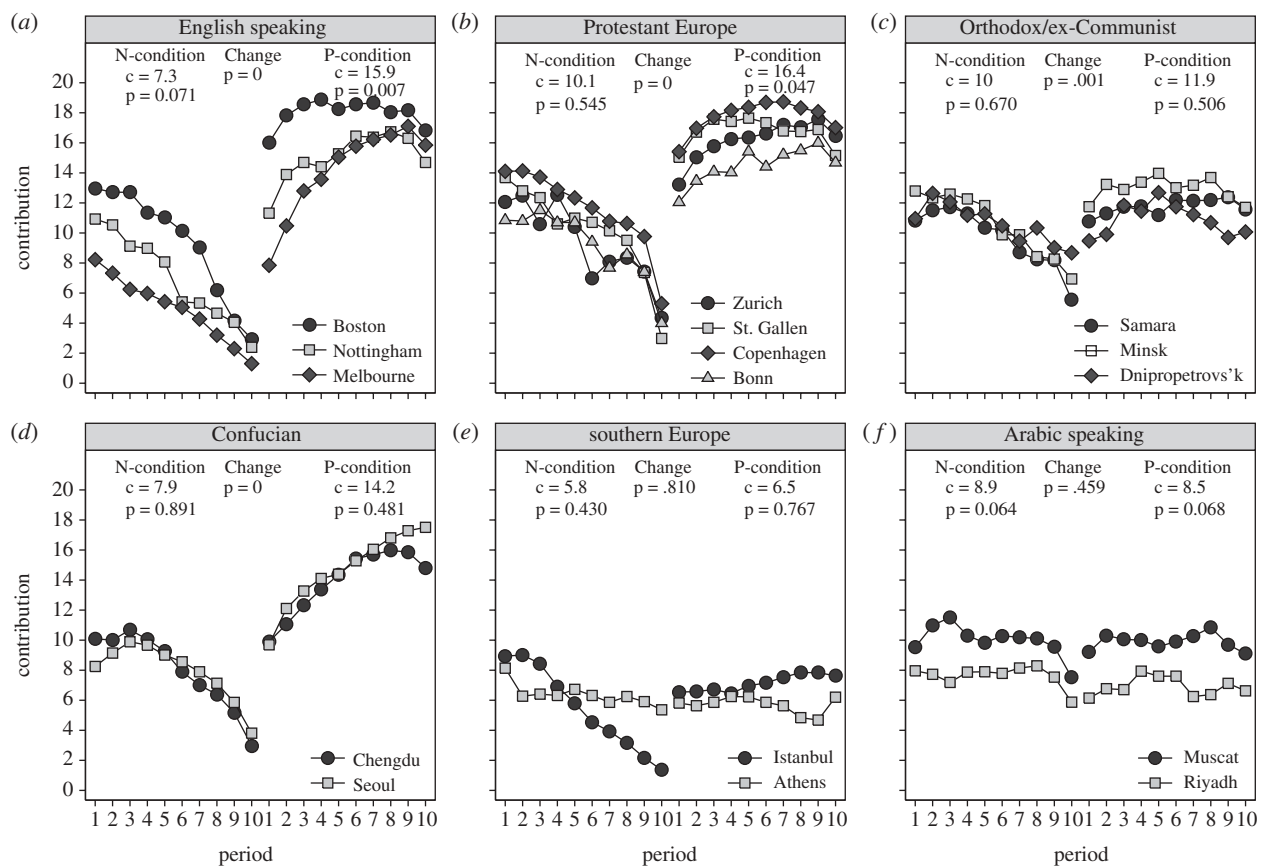 (a) English speaking
N-condition Change P-condition
c = 7.3 p = 0 c = 15.9
p = 0.071 p = 0.007
contribution
20
18
16
14
12
10
8
6
4
2
0
Boston
Nottingham
Melbourne
(b) Protestant Europe
N-condition Change P-condition
c = 10.1 p = 0 c = 16.4
p = 0.545 p = 0.047
Zurich
St. Gallen
Copenhagen
Bonn
(c) Orthodox/ex-Communist
N-condition Change P-condition
c = 10 p = .001 c = 11.9
p = 0.670 p = 0.506
Samara
Minsk
Dnipropetrovs'k
(d) Confucian
N-condition Change P-condition
c = 7.9 p = 0 c = 14.2
p = 0.891 p = 0.481
contribution
20
18
16
14
12
10
8
6
4
2
0
Chengdu
Seoul
1 2 3 4 5 6 7 8 9 10 1 2 3 4 5 6 7 8 9 10
period
(e) southern Europe
N-condition Change P-condition
c = 5.8 p = .810 c = 6.5
p = 0.430 p = 0.767
Istanbul
Athens
1 2 3 4 5 6 7 8 9 10 1 2 3 4 5 6 7 8 9 10
period
(f) Arabic speaking
N-condition Change P-condition
c = 8.9 p = .459 c = 8.5
p = 0.064 p = 0.068
Muscat
Riyadh
1 2 3 4 5 6 7 8 9 10 1 2 3 4 5 6 7 8 9 10
period